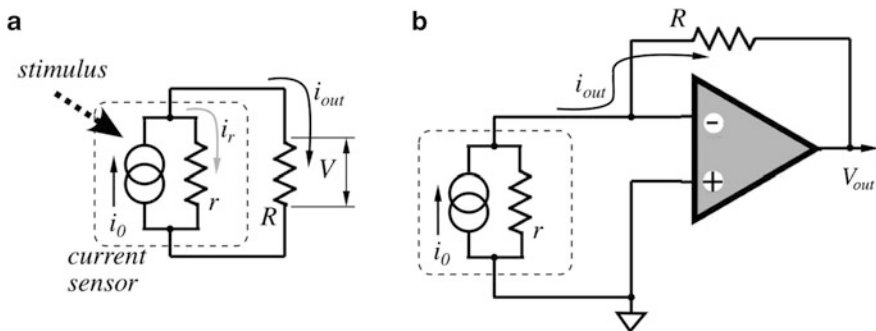 a
stimulus
i_out
i_r
V
i_0
r
R
current
sensor
b
R
i_out
-
+
V_out
i_0
r